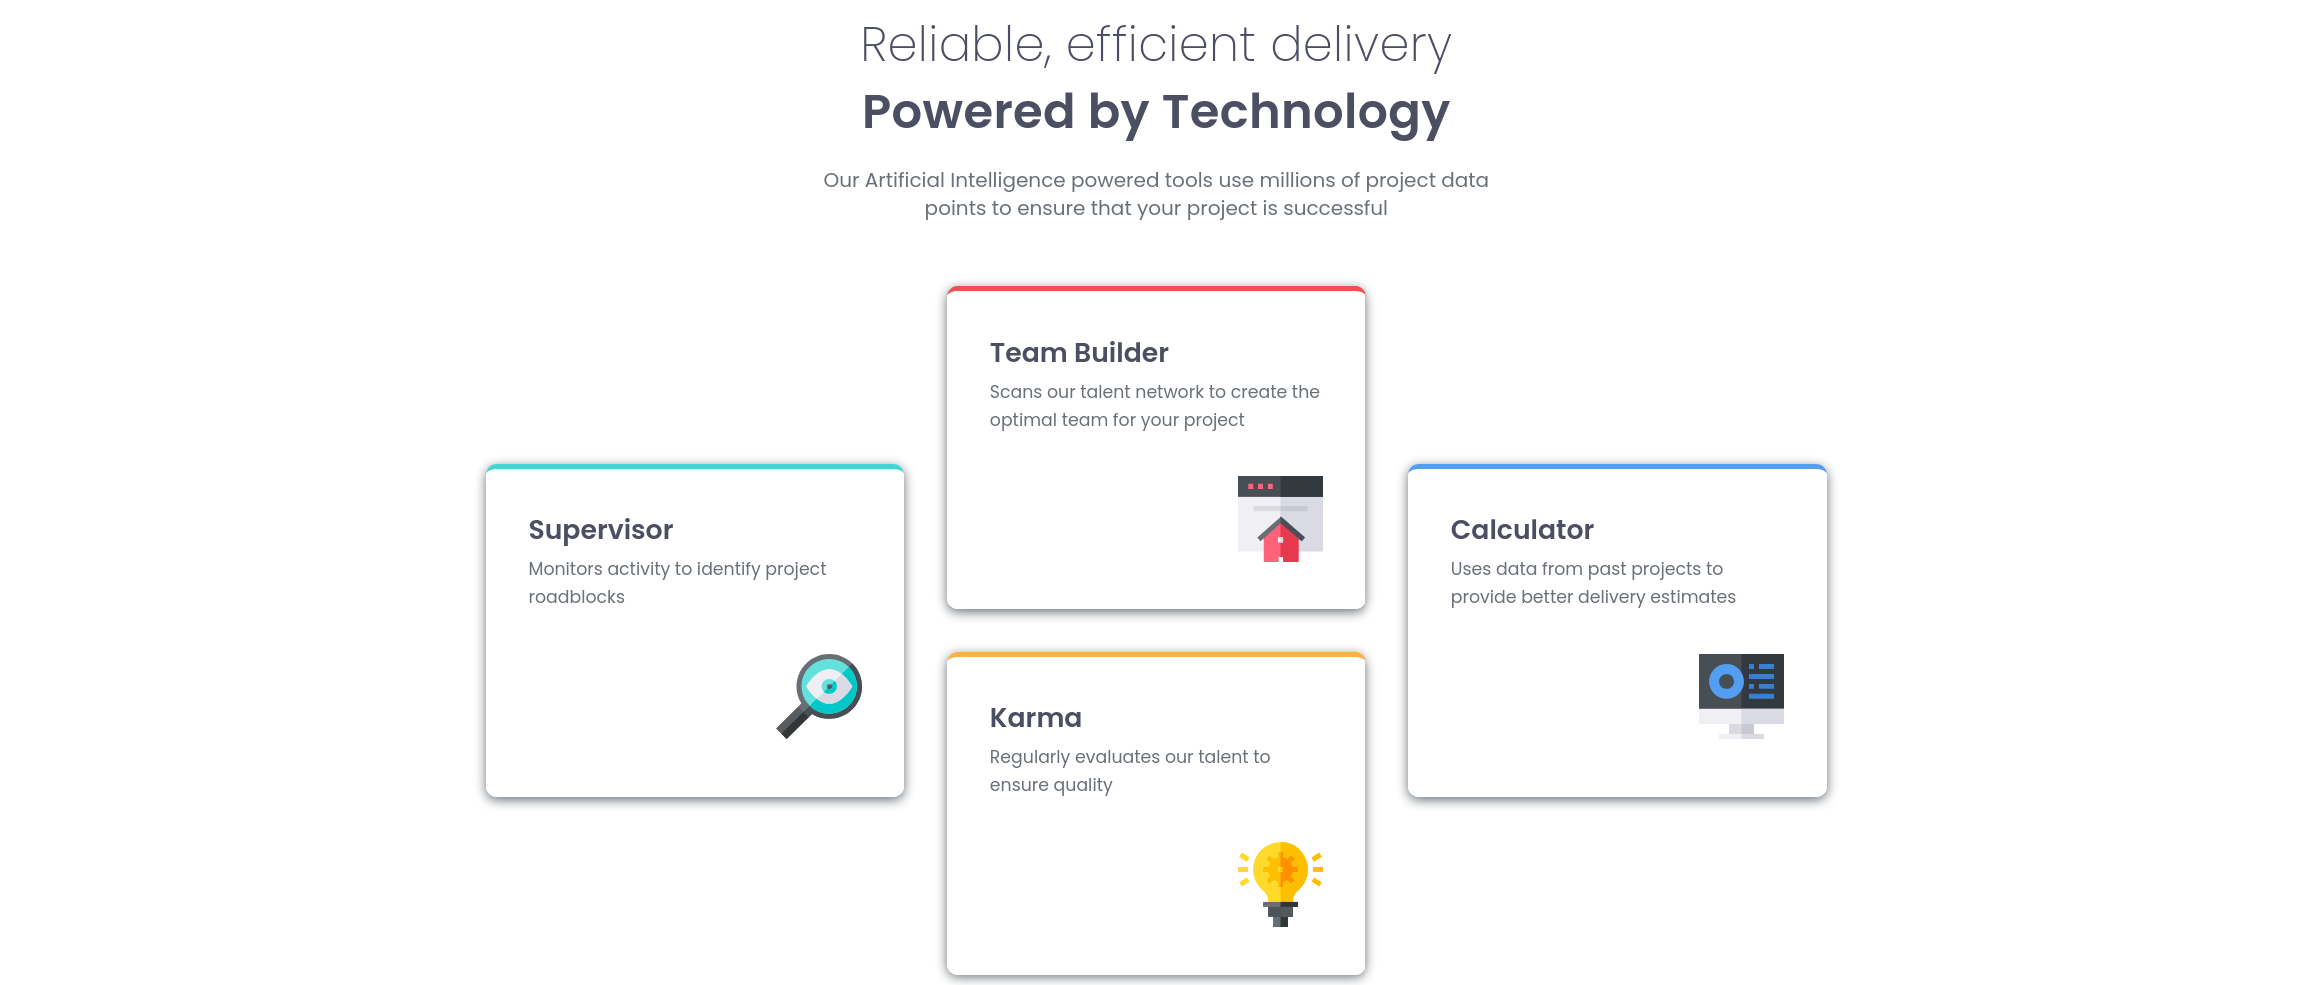 Reliable, efficient delivery
Powered by Technology
Our Artificial Intelligence powered tools use millions of project data
points to ensure that your project is successful
Supervisor
Monitors activity to identify project
roadblocks
Team Builder
Scans our talent network to create the
optimal team for your project
Karma
Regularly evaluates our talent to
ensure quality
Calculator
Uses data from past projects to
provide better delivery estimates